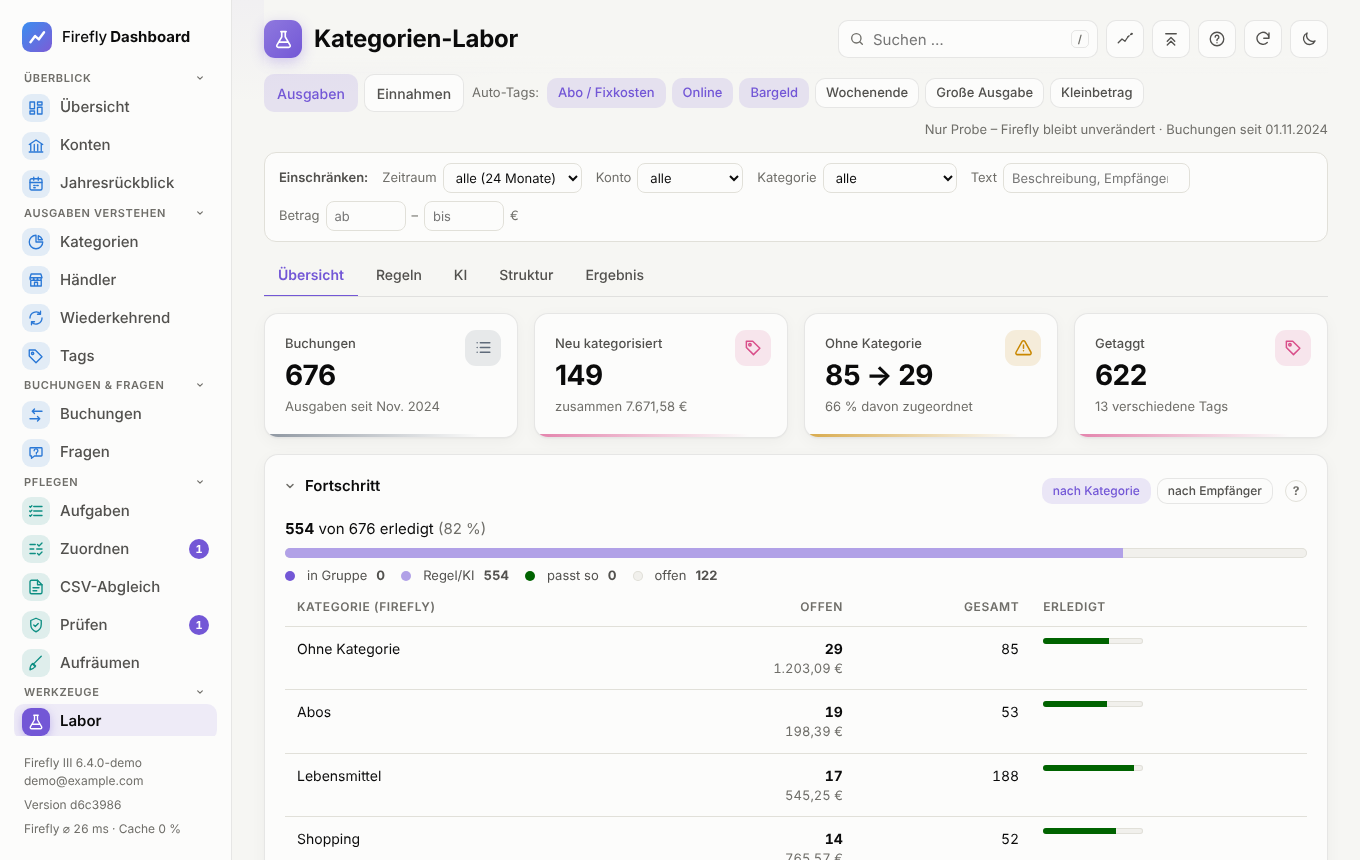 Firefly Dashboard
ÜBERBLICK
Übersicht
Konten
Jahresrückblick
AUSGABEN VERSTEHEN
Kategorien
Händler
Wiederkehrend
Tags
BUCHUNGEN & FRAGEN
Buchungen
Fragen
PFLEGEN
Aufgaben
Zuordnen 1
CSV-Abgleich
Prüfen 1
Aufräumen
WERKZEUGE
Labor
Firefly III 6.4.0-demo
demo@example.com
Version d6c3986
Firefly ⌀ 26 ms · Cache 0 %
Kategorien-Labor
Suchen … /
Ausgaben Einnahmen Auto-Tags: Abo / Fixkosten Online Bargeld Wochenende Große Ausgabe Kleinbetrag
Nur Probe – Firefly bleibt unverändert · Buchungen seit 01.11.2024
Einschränken: Zeitraum alle (24 Monate) Konto alle Kategorie alle Text Beschreibung, Empfänger
Betrag ab – bis €
Übersicht Regeln KI Struktur Ergebnis
Buchungen
676
Ausgaben seit Nov. 2024
Neu kategorisiert
149
zusammen 7.671,58 €
Ohne Kategorie
85 → 29
66 % davon zugeordnet
Getaggt
622
13 verschiedene Tags
Fortschritt nach Kategorie nach Empfänger ?
554 von 676 erledigt (82 %)
in Gruppe 0 Regel/KI 554 passt so 0 offen 122
KATEGORIE (FIREFLY) OFFEN GESAMT ERLEDIGT
Ohne Kategorie 29 85
1.203,09 €
Abos 19 53
198,39 €
Lebensmittel 17 188
545,25 €
Shopping 14 52
765,57 €